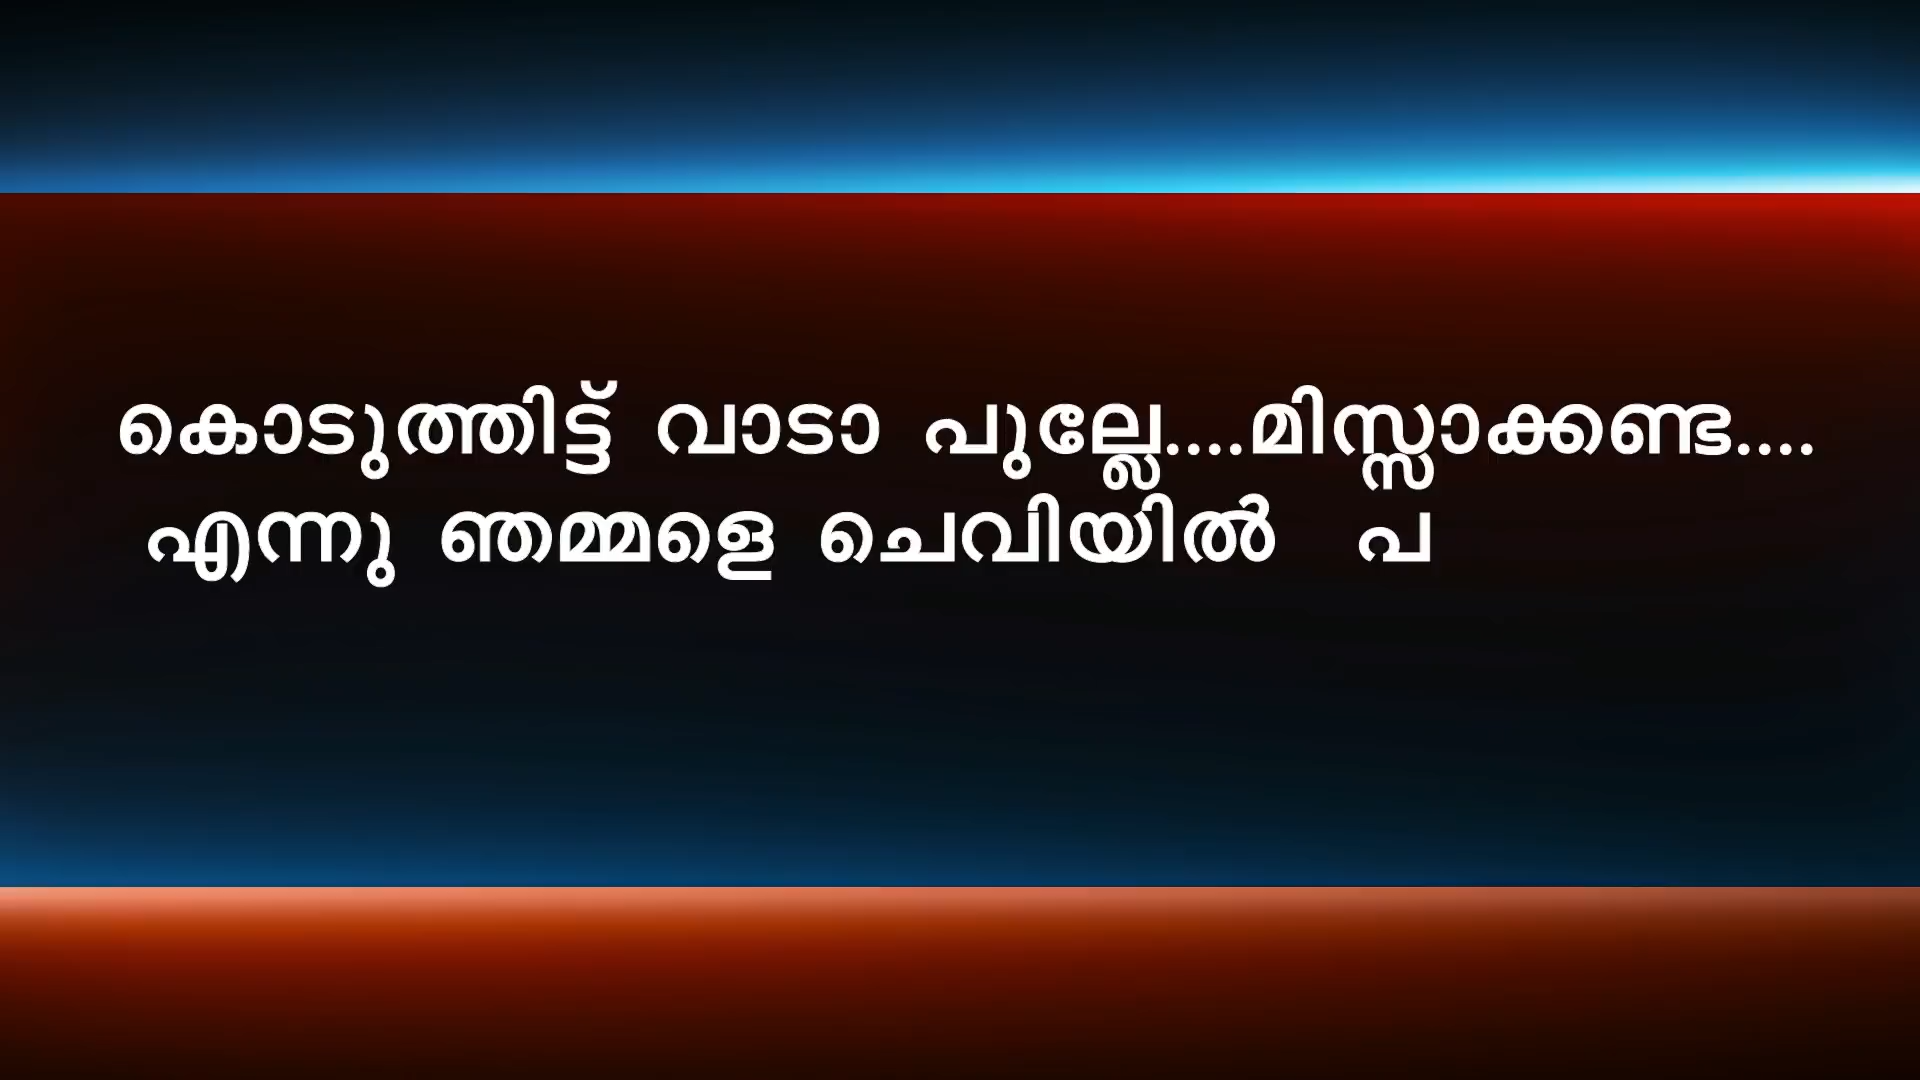 കൊടുത്തിട്ട് വാടാ പുല്ലേ....മിസ്സാക്കണ്ട....
എന്നു ഞമ്മളെ ചെവിയിൽ പ